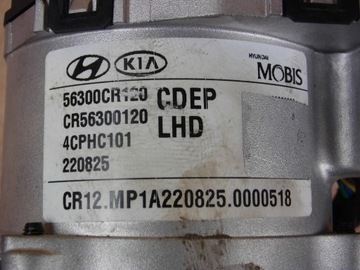 KIA
HYUNDAI
MOBIS
56300CR120 CDEP
CR56300120 LHD
4CPHC101
220825
CR12.MP1A220825.0000518